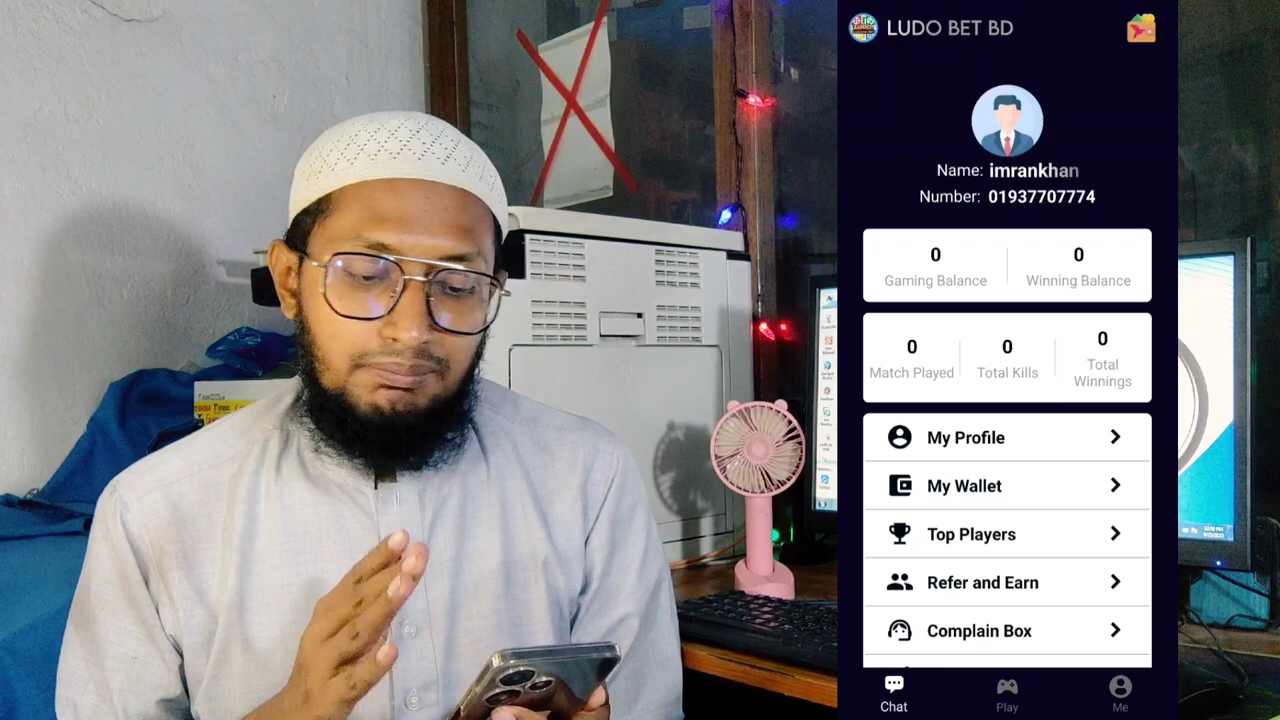 LUDO BET BD
Name: imrankhan
Number: 01937707774
0
Gaming Balance
0
Winning Balance
0
Match Played
0
Total Kills
0
Total
Winnings
My Profile
My Wallet
Top Players
Refer and Earn
Complain Box
Chat
Play
Me